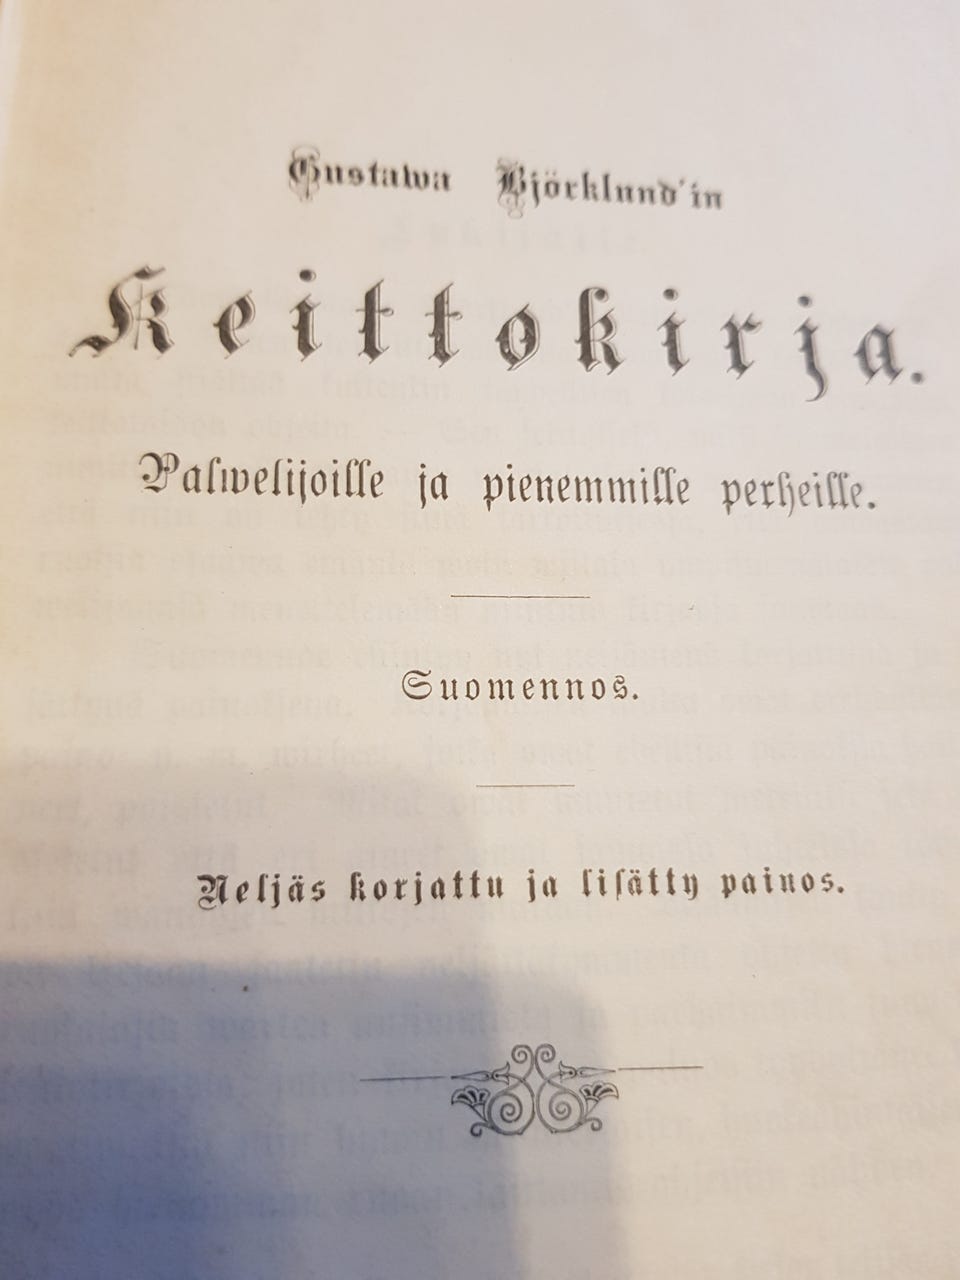 Gustawa Björklund'in
Keittokirja.
Palwelijoille ja pienemmille perheille.
Suomennos.
Neljäs korjattu ja lisätty painos.